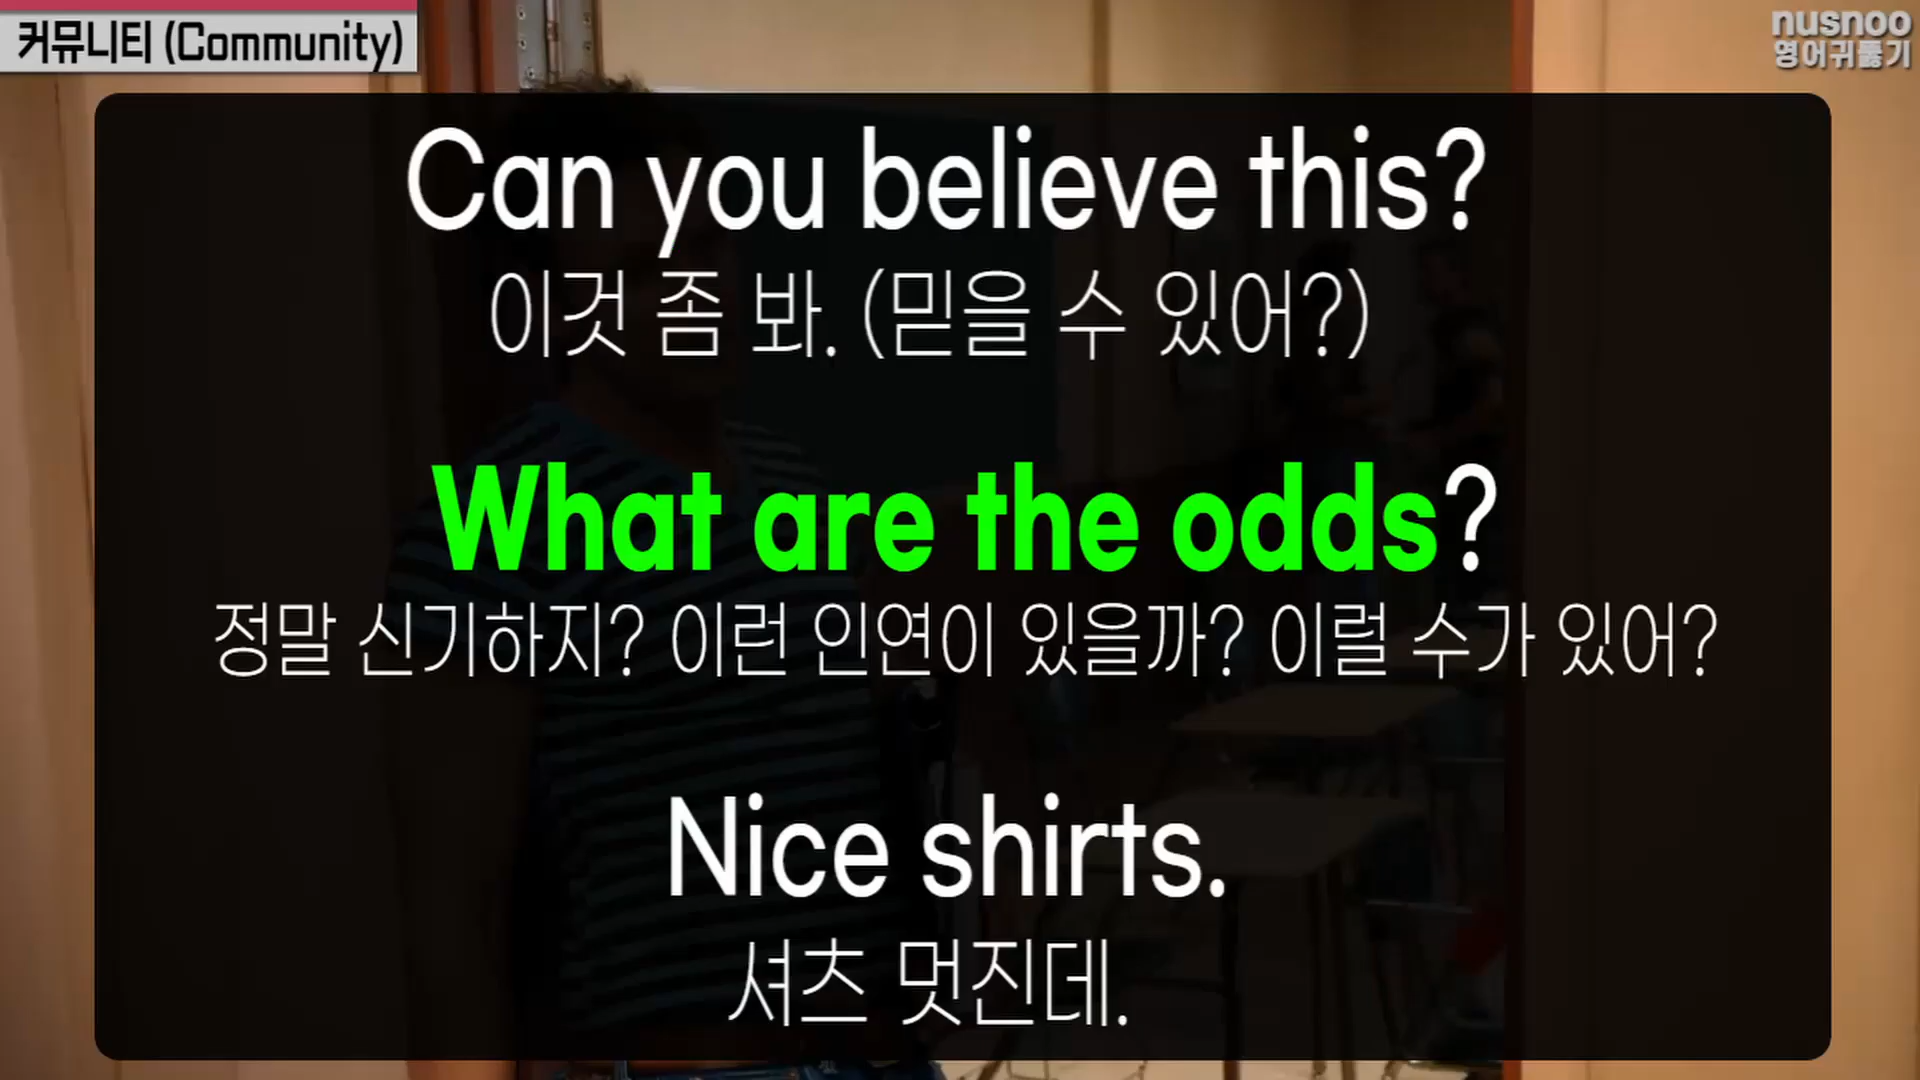 커뮤니티 (Community)
nusnoo
영어귀뚫기
Can you believe this?
이것 좀 봐. (믿을 수 있어?)
What are the odds?
정말 신기하지? 이런 인연이 있을까? 이럴 수가 있어?
Nice shirts.
셔츠 멋진데.